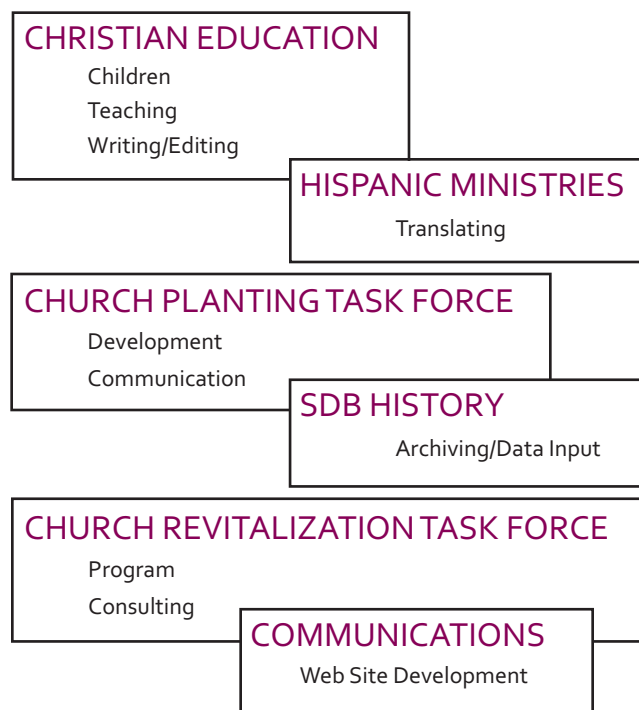 CHRISTIAN EDUCATION
Children
Teaching
Writing/Editing
HISPANIC MINISTRIES
Translating
CHURCH PLANTING TASK FORCE
Development
Communication
SDB HISTORY
Archiving/Data Input
CHURCH REVITALIZATION TASK FORCE
Program
Consulting
COMMUNICATIONS
Web Site Development